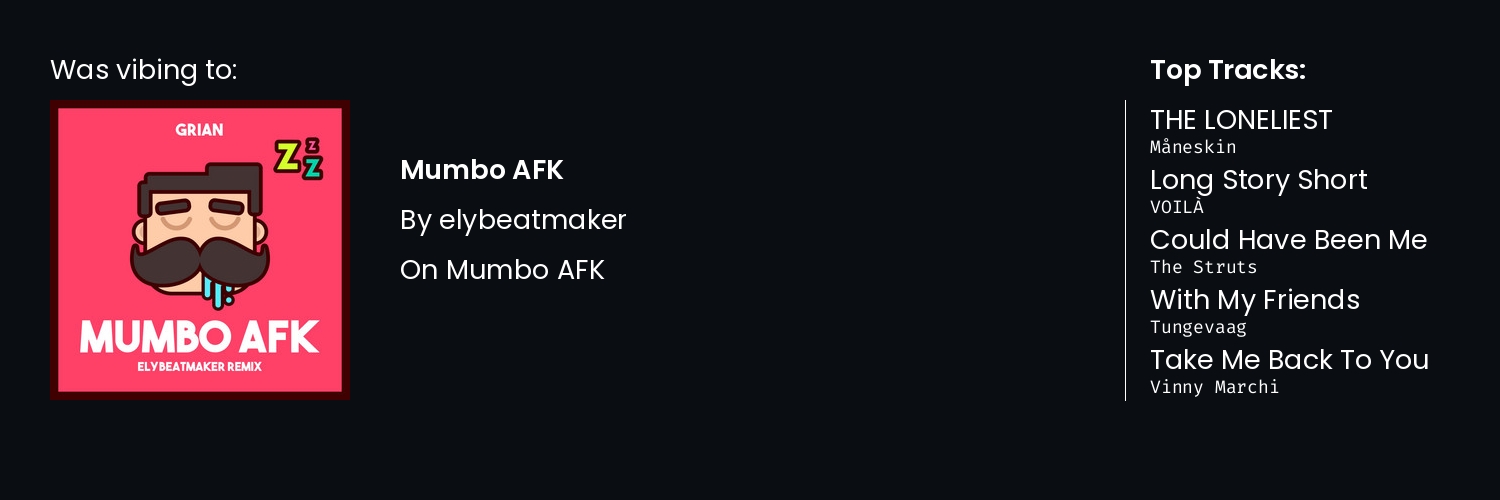 Was vibing to:
GRIAN
Z
Z
Z
MUMBO AFK
ELYBEATMAKER REMIX
Mumbo AFK
By elybeatmaker
On Mumbo AFK
Top Tracks:
THE LONELIEST
Måneskin
Long Story Short
VOILÀ
Could Have Been Me
The Struts
With My Friends
Tungevaag
Take Me Back To You
Vinny Marchi